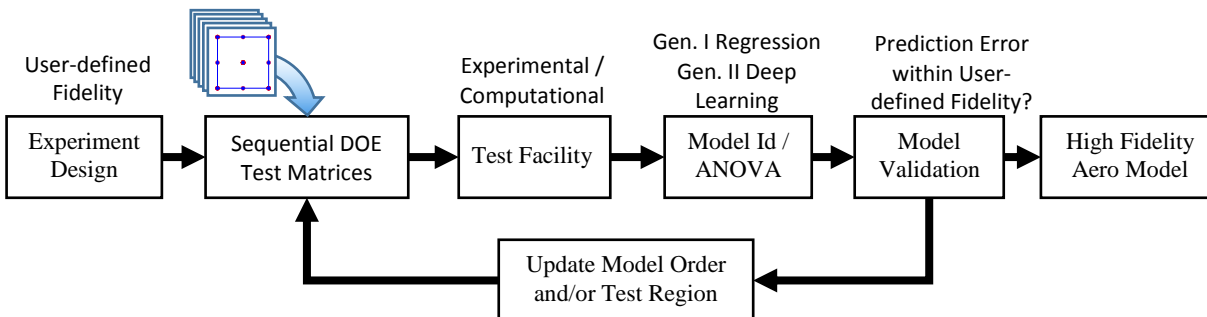 User-defined
Fidelity
Experiment
Design
Sequential DOE
Test Matrices
Experimental /
Computational
Test Facility
Gen. I Regression
Gen. II Deep
Learning
Model Id /
ANOVA
Prediction Error
within User-
defined Fidelity?
Model
Validation
High Fidelity
Aero Model
Update Model Order
and/or Test Region